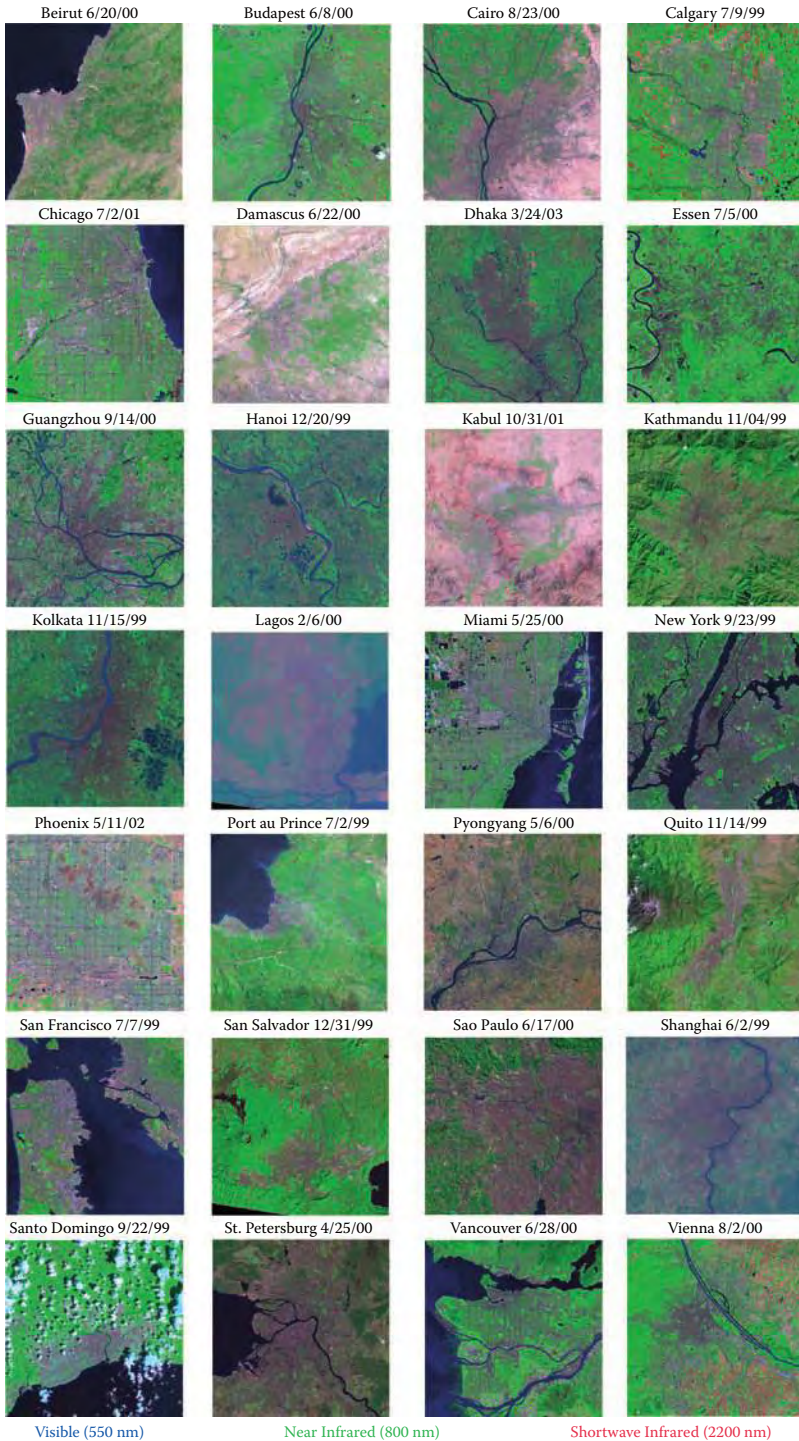 Beirut 6/20/00 Budapest 6/8/00 Cairo 8/23/00 Calgary 7/9/99
Chicago 7/2/01 Damascus 6/22/00 Dhaka 3/24/03 Essen 7/5/00
Guangzhou 9/14/00 Hanoi 12/20/99 Kabul 10/31/01 Kathmandu 11/04/99
Kolkata 11/15/99 Lagos 2/6/00 Miami 5/25/00 New York 9/23/99
Phoenix 5/11/02 Port au Prince 7/2/99 Pyongyang 5/6/00 Quito 11/14/99
San Francisco 7/7/99 San Salvador 12/31/99 Sao Paulo 6/17/00 Shanghai 6/2/99
Santo Domingo 9/22/99 St. Petersburg 4/25/00 Vancouver 6/28/00 Vienna 8/2/00
Visible (550 nm) Near Infrared (800 nm) Shortwave Infrared (2200 nm)